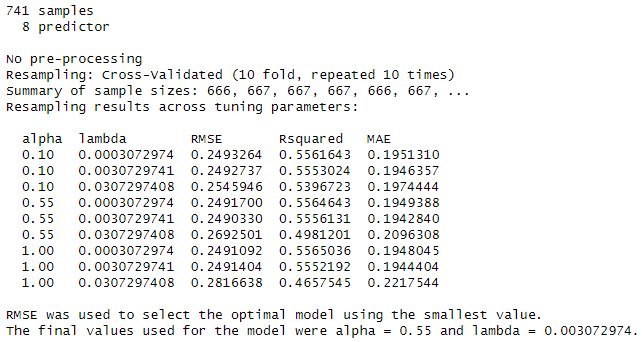 741 samples
  8 predictor

No pre-processing
Resampling: Cross-Validated (10 fold, repeated 10 times)
Summary of sample sizes: 666, 667, 667, 667, 666, 667, ...
Resampling results across tuning parameters:

  alpha  lambda        RMSE       Rsquared   MAE
  0.10   0.0003072974  0.2493264  0.5561643  0.1951310
  0.10   0.0030729741  0.2492737  0.5553024  0.1946357
  0.10   0.0307297408  0.2545946  0.5396723  0.1974444
  0.55   0.0003072974  0.2491700  0.5564643  0.1949388
  0.55   0.0030729741  0.2490330  0.5556131  0.1942840
  0.55   0.0307297408  0.2692501  0.4981201  0.2096308
  1.00   0.0003072974  0.2491092  0.5565036  0.1948045
  1.00   0.0030729741  0.2491404  0.5552192  0.1944404
  1.00   0.0307297408  0.2816638  0.4657545  0.2217544

RMSE was used to select the optimal model using the smallest value.
The final values used for the model were alpha = 0.55 and lambda = 0.003072974.